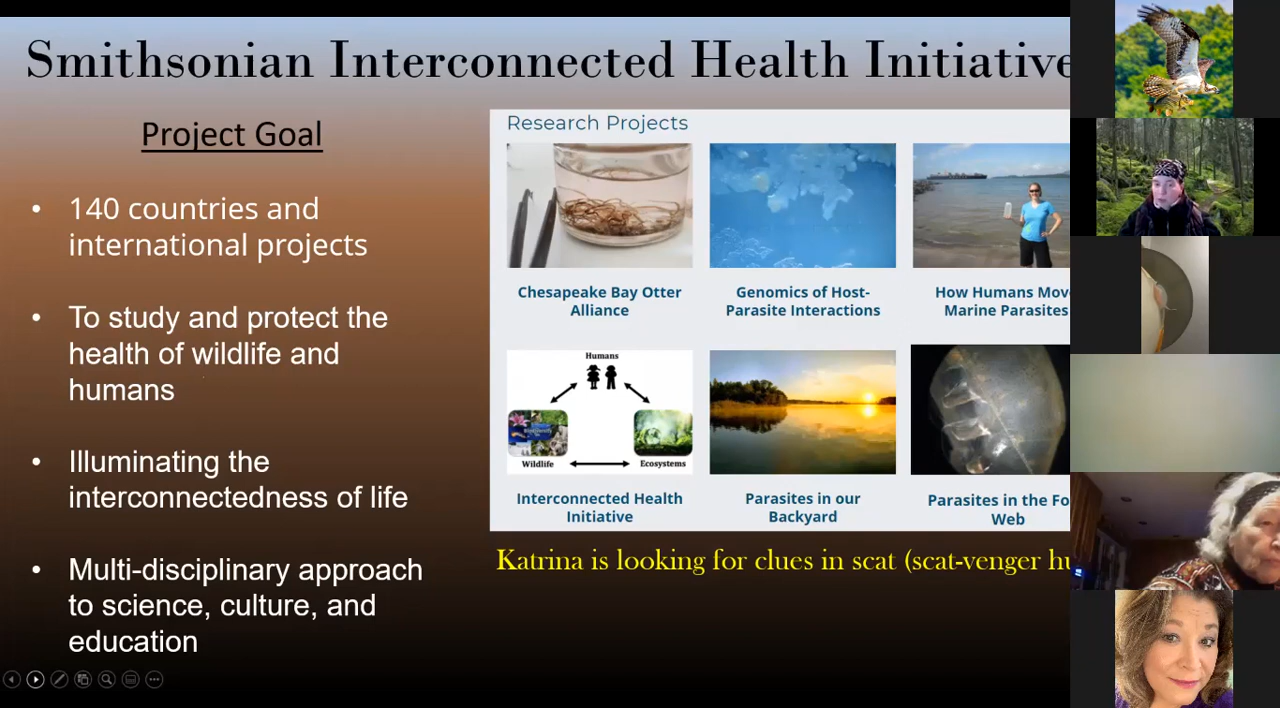 Smithsonian Interconnected Health Initiative
Project Goal
• 140 countries and
international projects
• To study and protect the
health of wildlife and
humans
• Illuminating the
interconnectedness of life
• Multi-disciplinary approach
to science, culture, and
education
Research Projects
Chesapeake Bay Otter
Alliance
Genomics of Host-
Parasite Interactions
How Humans Mov
Marine Parasites
Humans
Wildlife
Ecosystems
Interconnected Health
Initiative
Parasites in our
Backyard
Parasites in the Fo
Web
Katrina is looking for clues in scat (scat-venger hu